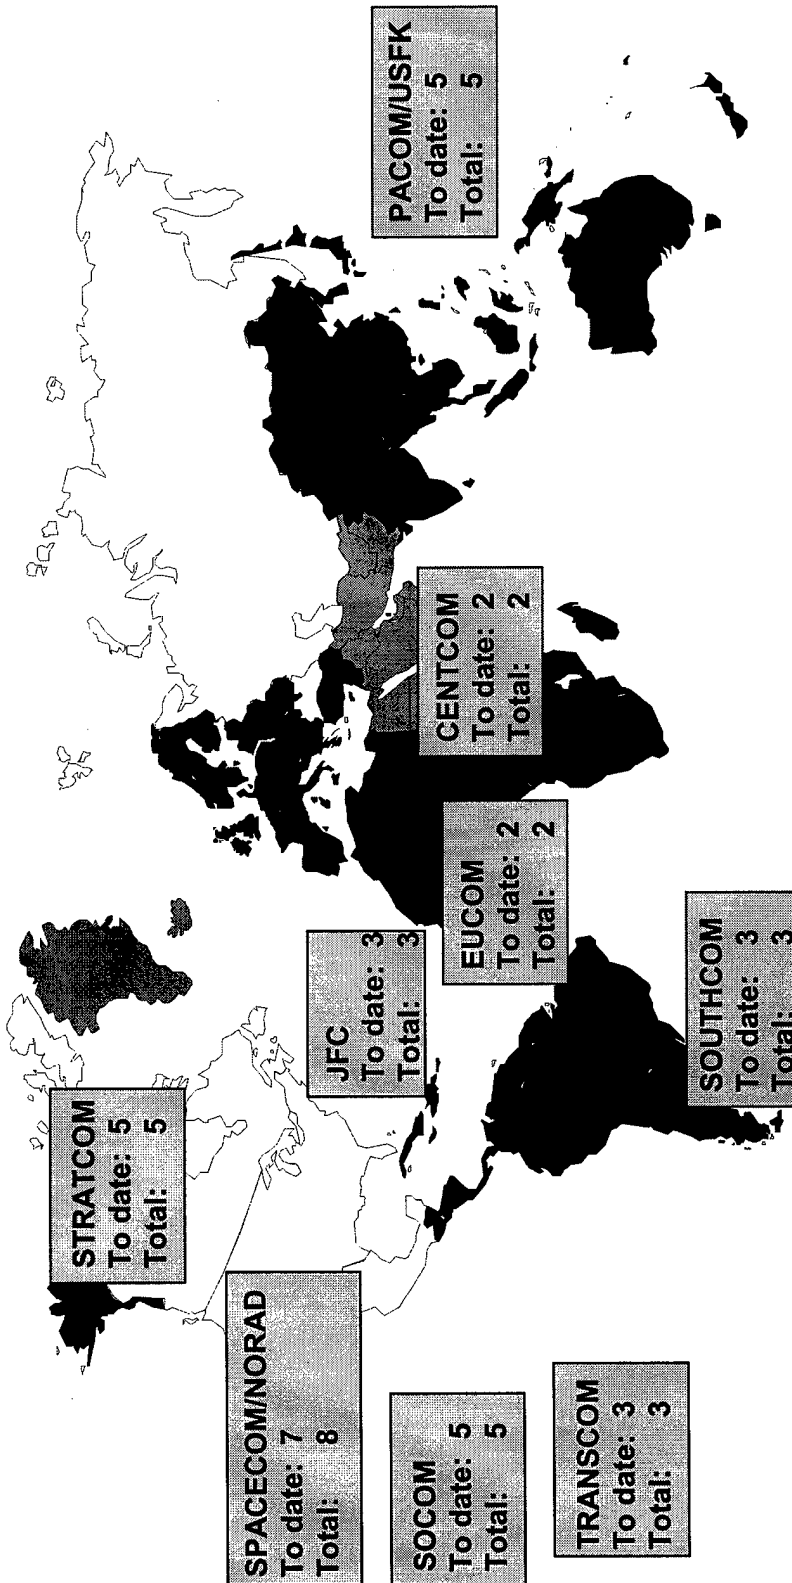 STRATCOM
To date: 5
Total: 5
SPACECOM/NORAD
To date: 7
Total: 8
JFC
To date: 3
Total: 3
PACOM/USFK
To date: 5
Total: 5
SOCOM
To date: 5
Total: 5
CENTCOM
To date: 2
Total: 2
EUCOM
To date: 2
Total: 2
TRANSCOM
To date: 3
Total: 3
SOUTHCOM
To date: 3
Total: 3